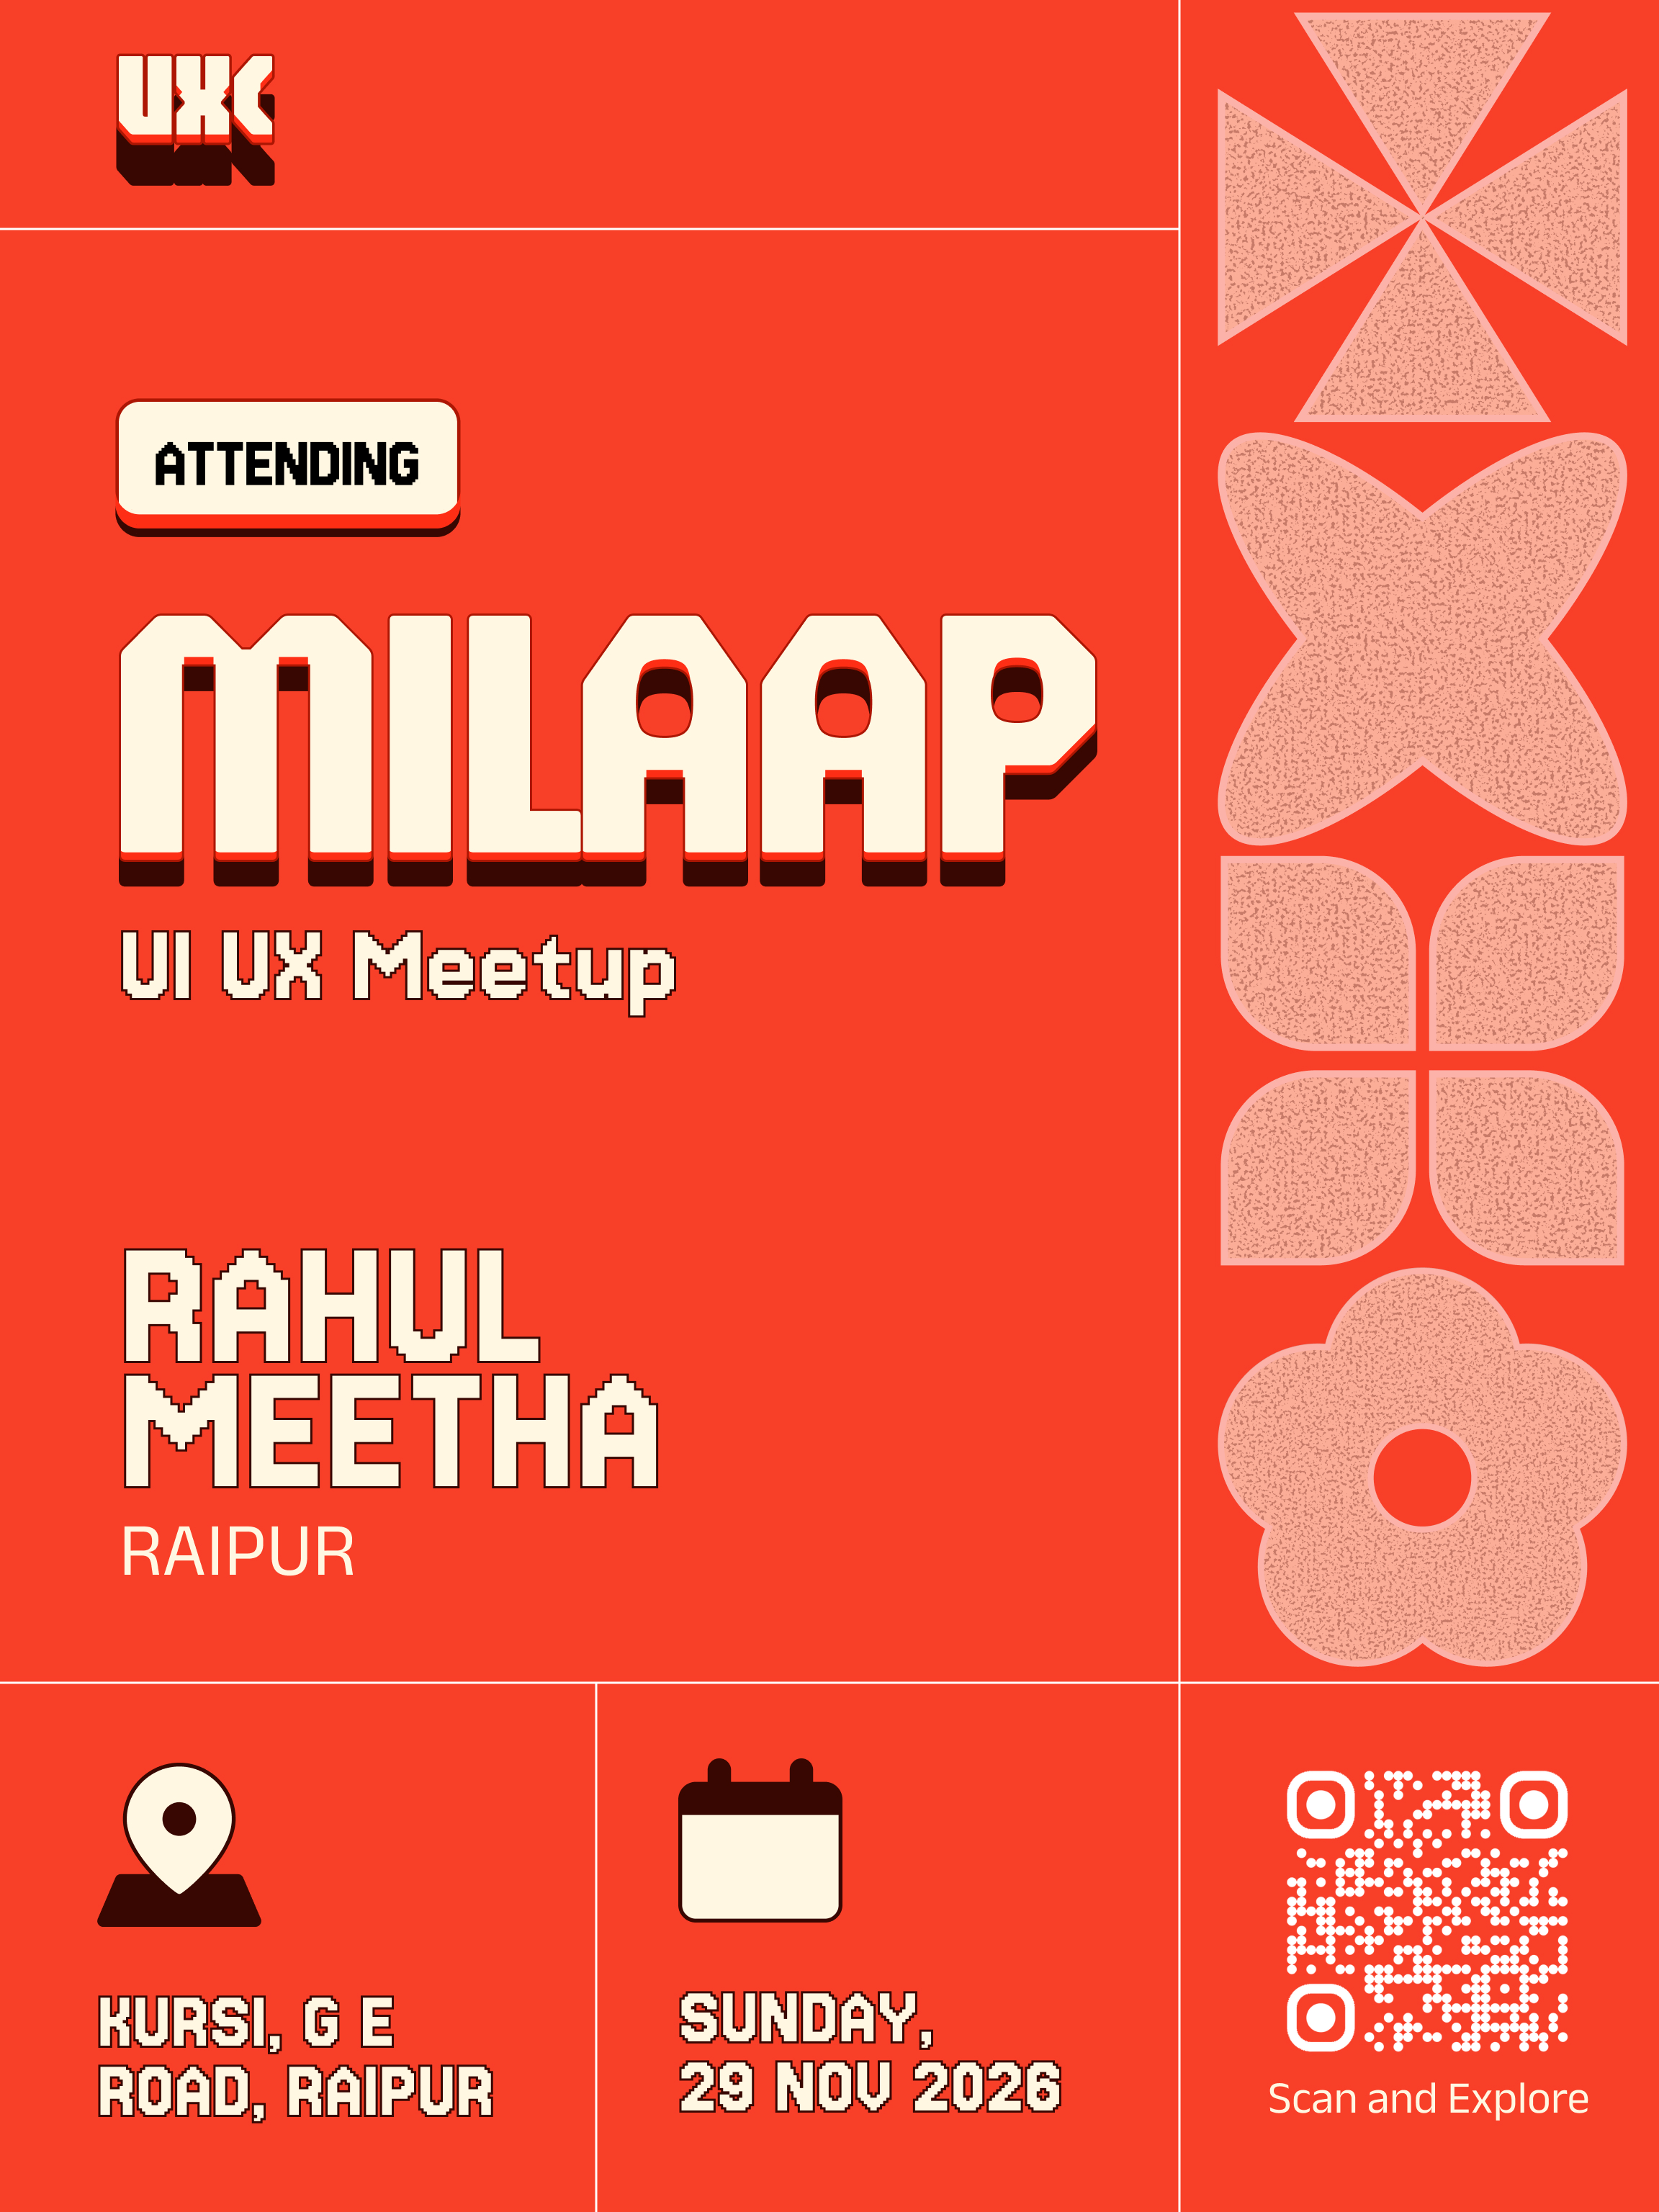 UXC
ATTENDING
MILAAP
UI UX Meetup
RAHUL
MEETHA
RAIPUR
KURSI, G E
ROAD, RAIPUR
SUNDAY,
29 NOV 2026
Scan and Explore